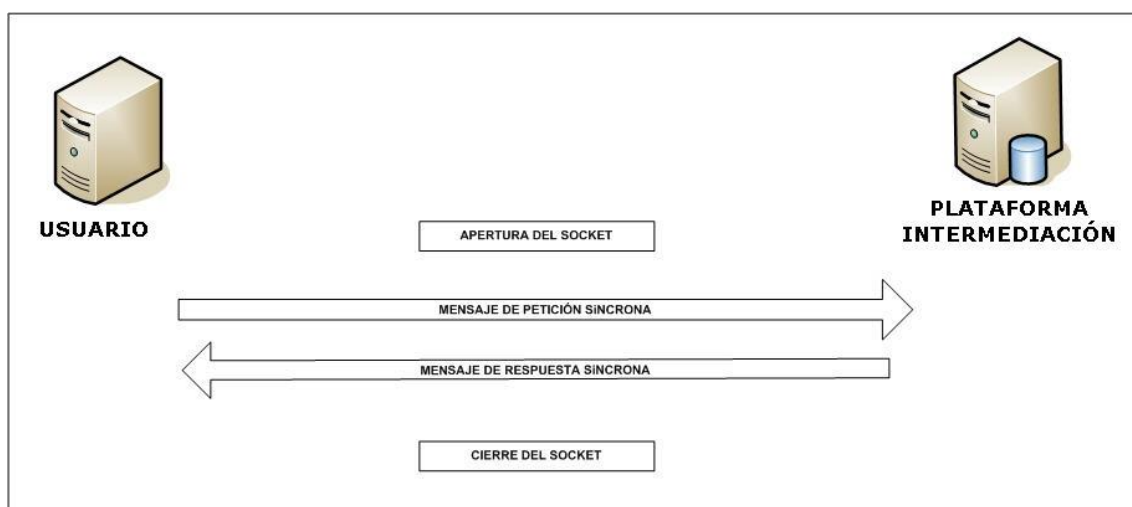 USUARIO
PLATAFORMA
INTERMEDIACIÓN
APERTURA DEL SOCKET
MENSAJE DE PETICIÓN SíNCRONA
MENSAJE DE RESPUESTA SíNCRONA
CIERRE DEL SOCKET